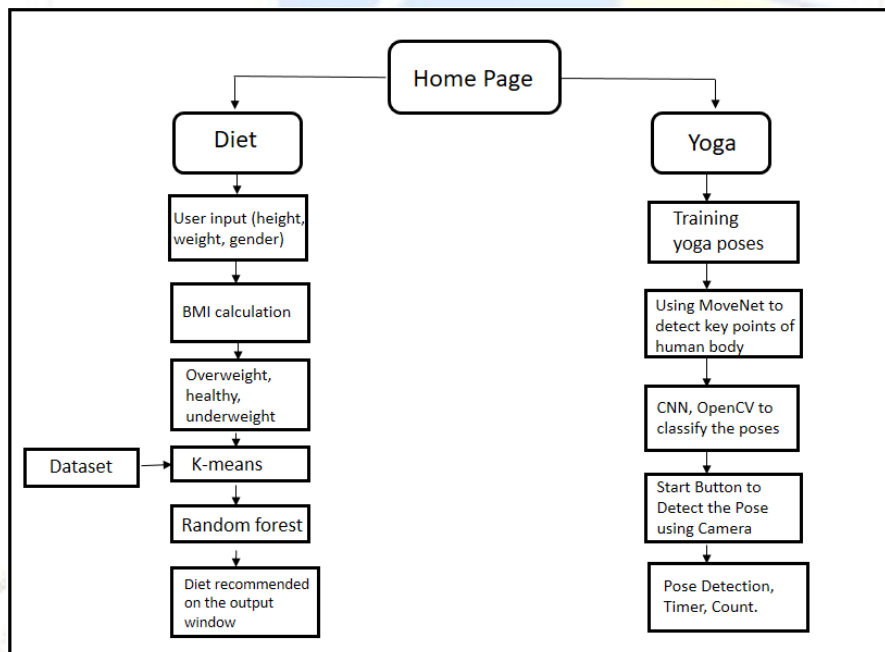 Home Page
Diet
User input (height,
weight, gender)
BMI calculation
Overweight,
healthy,
underweight
Dataset
K-means
Random forest
Diet recommended
on the output
window
Yoga
Training
yoga poses
Using MoveNet to
detect key points of
human body
CNN, OpenCV to
classify the poses
Start Button to
Detect the Pose
using Camera
Pose Detection,
Timer, Count.